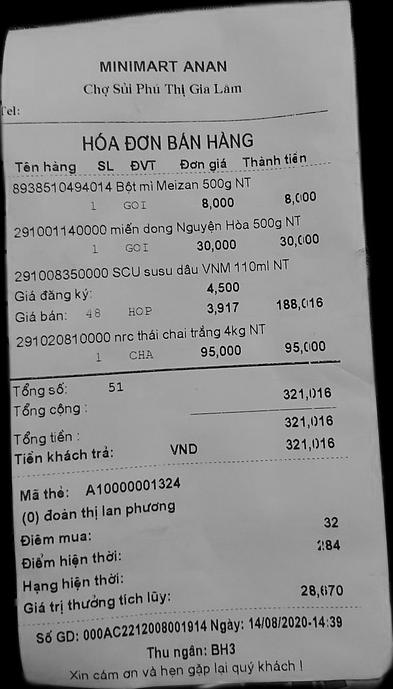 MINIMART ANAN
Chợ Sủi Phú Thị Gia Lâm
Tel:
HÓA ĐƠN BÁN HÀNG
Tên hàng SL ĐVT Đơn giá Thành tiền
8938510494014 Bột mì Meizan 500g NT
1 GOI 8,000 8,000
291001140000 miến dong Nguyện Hòa 500g NT
1 GOI 30,000 30,000
291008350000 SCU susu dâu VNM 110ml NT
Giá đăng ký: 4,500
Giá bán: 48 HOP 3,917 188,016
291020810000 nrc thái chai trắng 4kg NT
1 CHA 95,000 95,000
Tổng số: 51 321,016
Tổng cộng :
Tổng tiền : 321,016
Tiền khách trả: VND 321,016
Mã thẻ: A10000001324
(0) đoàn thị lan phương
Điểm mua: 32
Điểm hiện thời: 284
Hạng hiện thời:
Giá trị thưởng tích lũy: 28,670
Số GD: 000AC2212008001914 Ngày: 14/08/2020-14:39
Thu ngân: BH3
Xin cảm ơn và hẹn gặp lại quý khách !